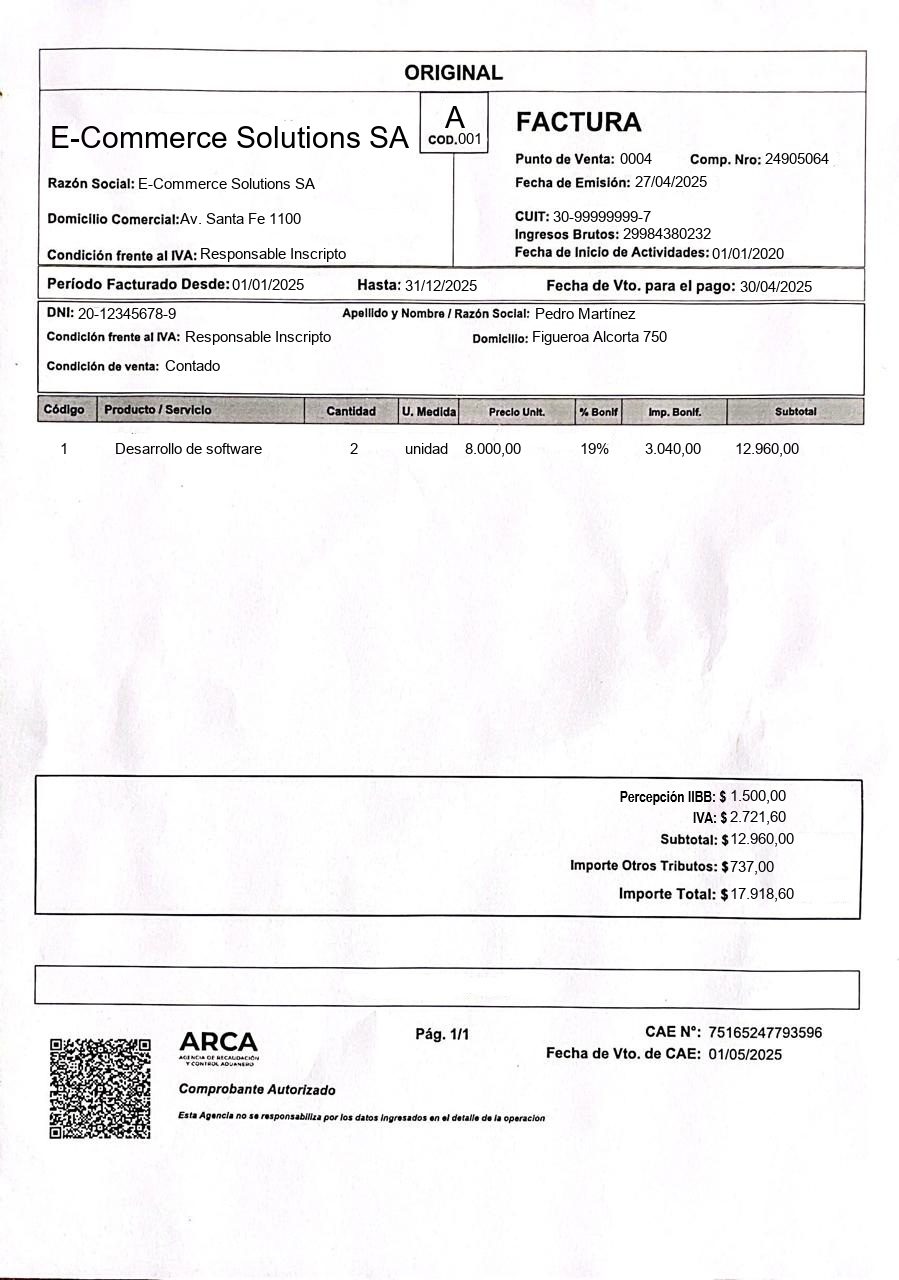 ORIGINAL
E-Commerce Solutions SA
A
COD.001
FACTURA
Punto de Venta: 0004 Comp. Nro: 24905064
Razón Social: E-Commerce Solutions SA
Fecha de Emisión: 27/04/2025
Domicilio Comercial:Av. Santa Fe 1100
CUIT: 30-99999999-7
Ingresos Brutos: 29984380232
Condición frente al IVA: Responsable Inscripto
Fecha de Inicio de Actividades: 01/01/2020
Período Facturado Desde: 01/01/2025 Hasta: 31/12/2025 Fecha de Vto. para el pago: 30/04/2025
DNI: 20-12345678-9 Apellido y Nombre / Razón Social: Pedro Martínez
Condición frente al IVA: Responsable Inscripto Domicilio: Figueroa Alcorta 750
Condición de venta: Contado
Código Producto / Servicio Cantidad U. Medida Precio Unit. % Bonif Imp. Bonif. Subtotal
1 Desarrollo de software 2 unidad 8.000,00 19% 3.040,00 12.960,00
Percepción IIBB: $ 1.500,00
IVA: $ 2.721,60
Subtotal: $ 12.960,00
Importe Otros Tributos: $ 737,00
Importe Total: $ 17.918,60
ARCA
AGENCIA DE RECAUDACIÓN
Y CONTROL ADUANERO
Pág. 1/1
CAE N°: 75165247793596
Fecha de Vto. de CAE: 01/05/2025
Comprobante Autorizado
Esta Agencia no se responsabiliza por los datos ingresados en el detalle de la operación